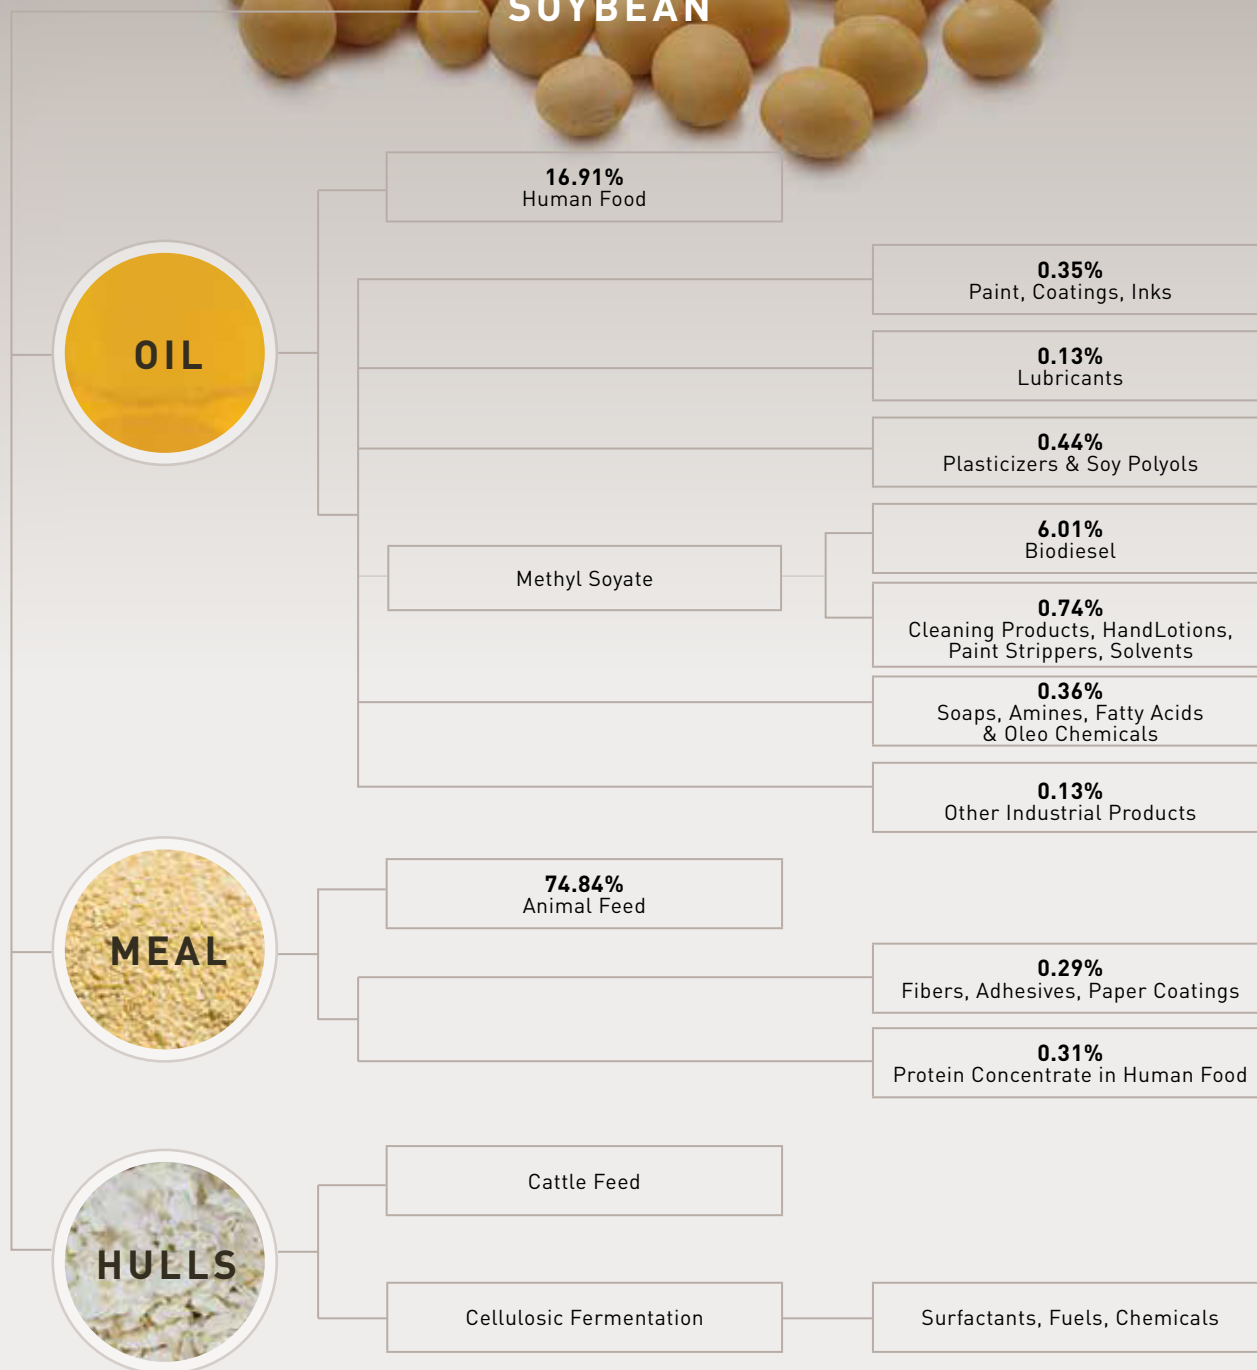 SOYBEAN
16.91%
Human Food
OIL
0.35%
Paint, Coatings, Inks
0.13%
Lubricants
0.44%
Plasticizers & Soy Polyols
Methyl Soyate
6.01%
Biodiesel
0.74%
Cleaning Products, HandLotions,
Paint Strippers, Solvents
0.36%
Soaps, Amines, Fatty Acids
& Oleo Chemicals
0.13%
Other Industrial Products
MEAL
74.84%
Animal Feed
0.29%
Fibers, Adhesives, Paper Coatings
0.31%
Protein Concentrate in Human Food
HULLS
Cattle Feed
Cellulosic Fermentation
Surfactants, Fuels, Chemicals